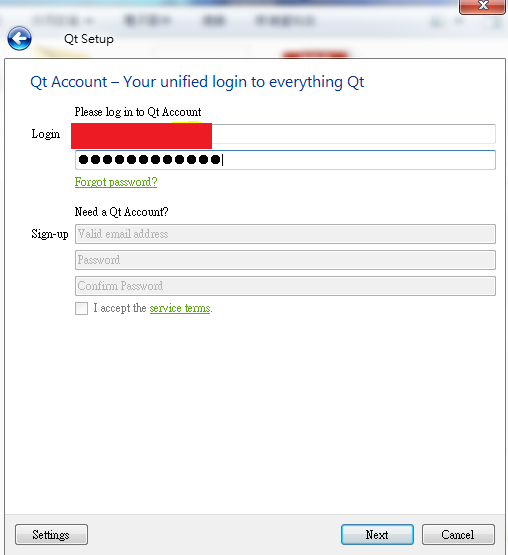 Qt Setup
Qt Account – Your unified login to everything Qt
Please log in to Qt Account
Login
●●●●●●●●●●●●
Forgot password?
Need a Qt Account?
Sign-up Valid email address
Password
Confirm Password
I accept the service terms.
Settings Next Cancel